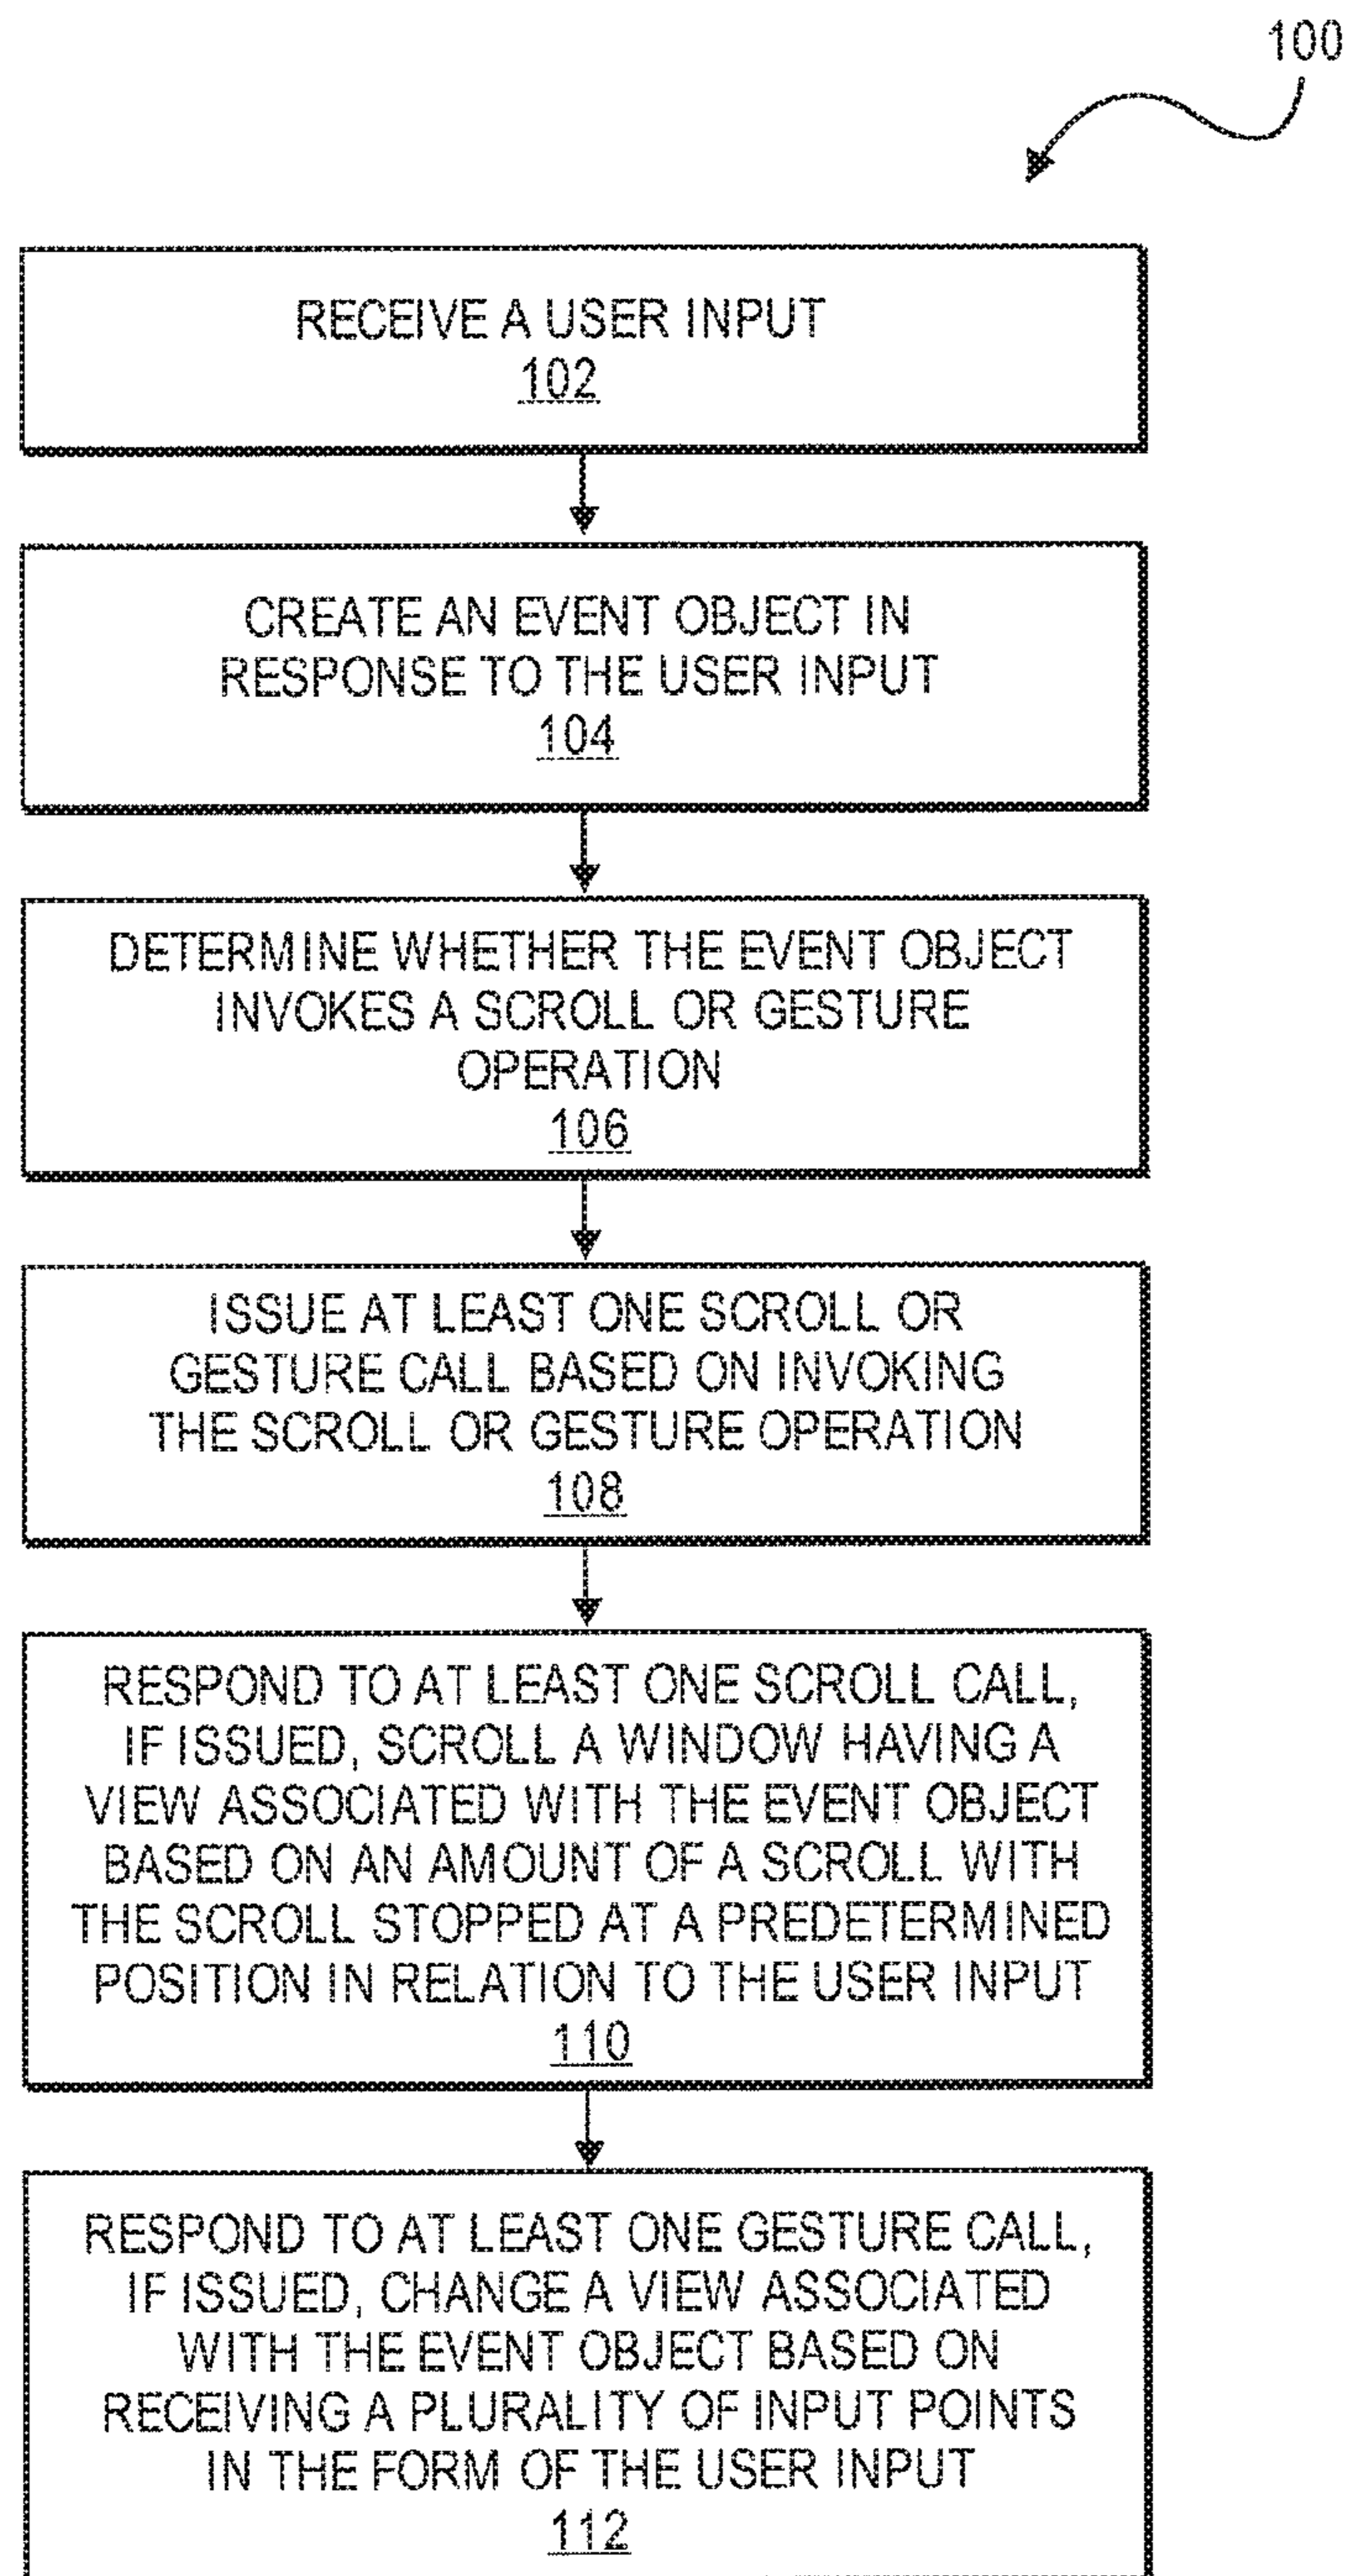 100
RECEIVE A USER INPUT
102
CREATE AN EVENT OBJECT IN
RESPONSE TO THE USER INPUT
104
DETERMINE WHETHER THE EVENT OBJECT
INVOKES A SCROLL OR GESTURE
OPERATION
106
ISSUE AT LEAST ONE SCROLL OR
GESTURE CALL BASED ON INVOKING
THE SCROLL OR GESTURE OPERATION
108
RESPOND TO AT LEAST ONE SCROLL CALL,
IF ISSUED, SCROLL A WINDOW HAVING A
VIEW ASSOCIATED WITH THE EVENT OBJECT
BASED ON AN AMOUNT OF A SCROLL WITH
THE SCROLL STOPPED AT A PREDETERMINED
POSITION IN RELATION TO THE USER INPUT
110
RESPOND TO AT LEAST ONE GESTURE CALL,
IF ISSUED, CHANGE A VIEW ASSOCIATED
WITH THE EVENT OBJECT BASED ON
RECEIVING A PLURALITY OF INPUT POINTS
IN THE FORM OF THE USER INPUT
112